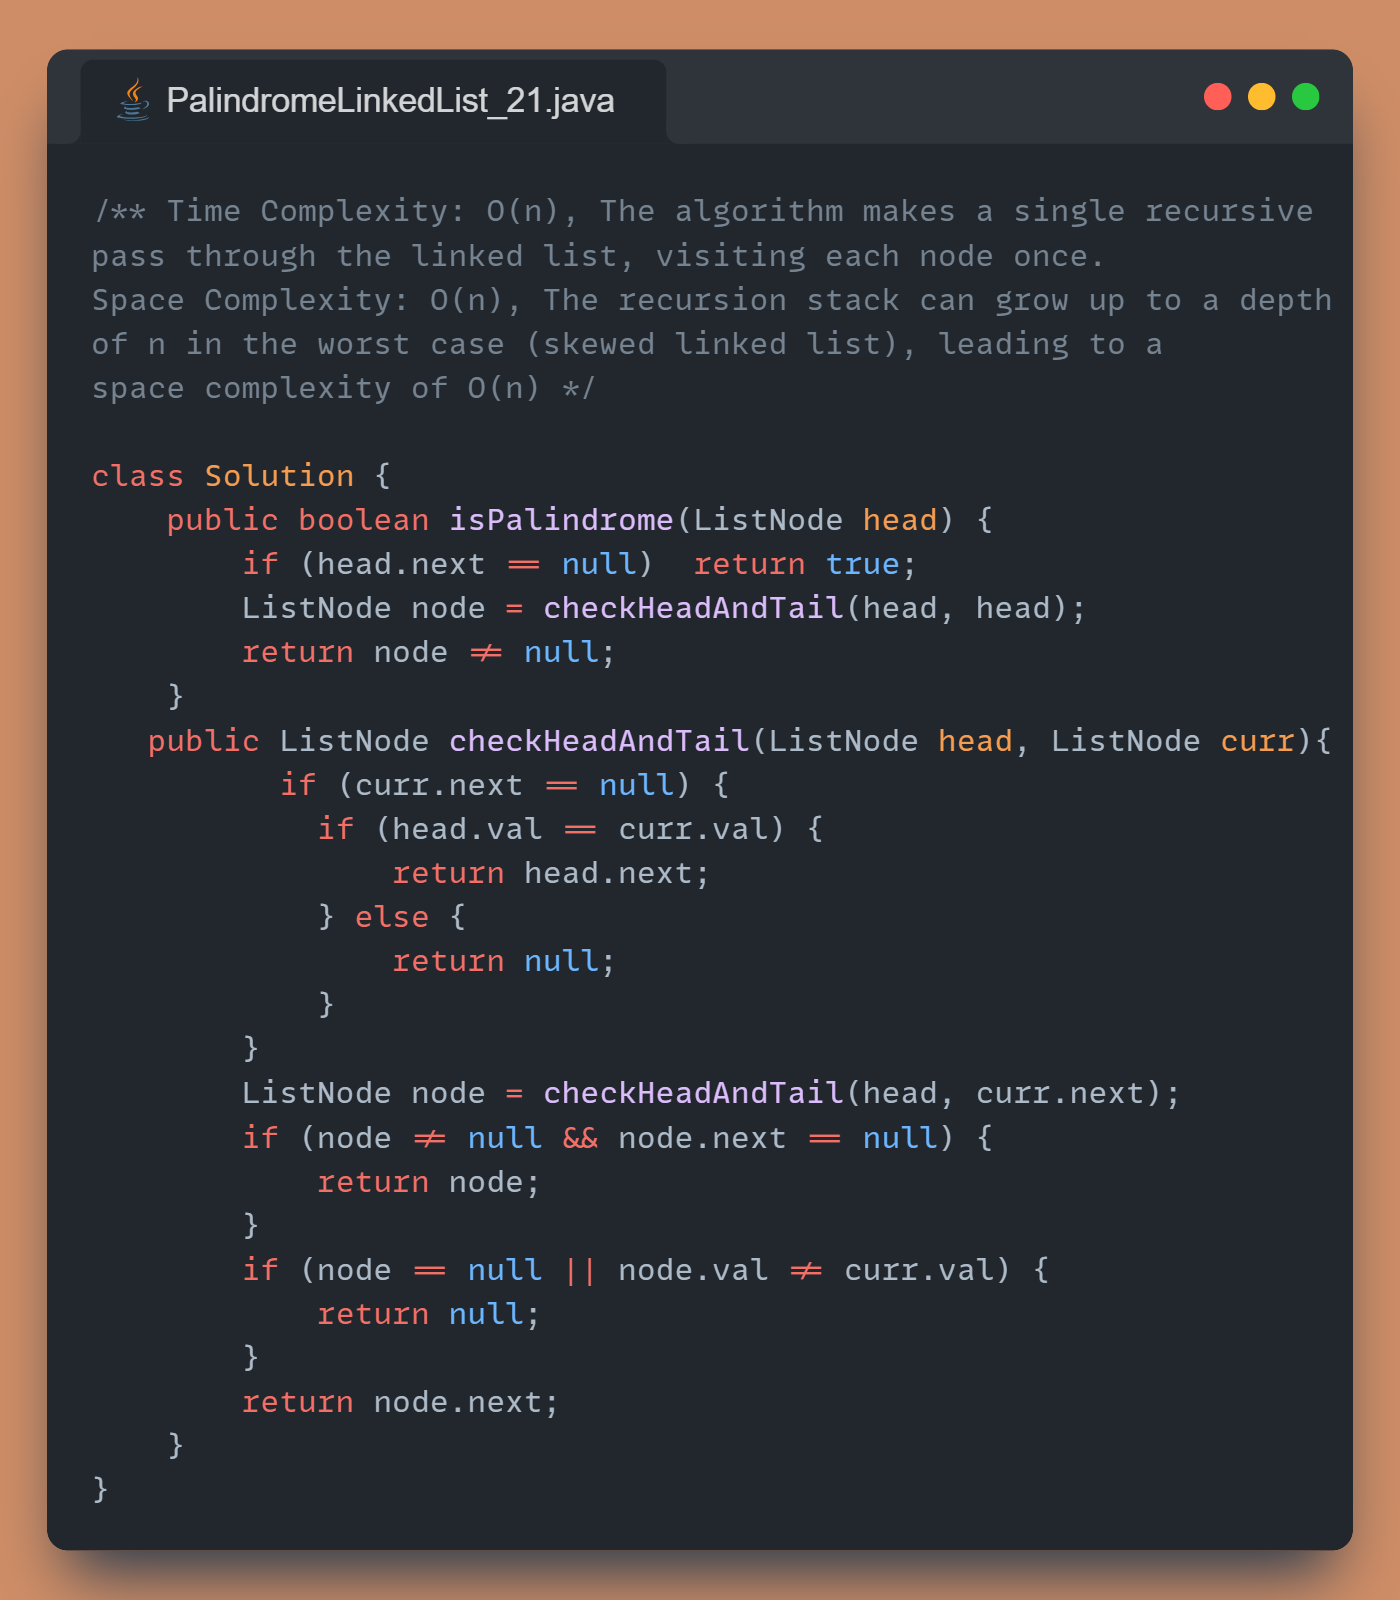 PalindromeLinkedList_21.java
/** Time Complexity: O(n), The algorithm makes a single recursive
pass through the linked list, visiting each node once.
Space Complexity: O(n), The recursion stack can grow up to a depth
of n in the worst case (skewed linked list), leading to a
space complexity of O(n) */
class Solution {
    public boolean isPalindrome(ListNode head) {
        if (head.next == null)  return true;
        ListNode node = checkHeadAndTail(head, head);
        return node != null;
    }
   public ListNode checkHeadAndTail(ListNode head, ListNode curr){
          if (curr.next == null) {
            if (head.val == curr.val) {
                return head.next;
            } else {
                return null;
            }
        }
        ListNode node = checkHeadAndTail(head, curr.next);
        if (node != null && node.next == null) {
            return node;
        }
        if (node == null || node.val != curr.val) {
            return null;
        }
        return node.next;
    }
}